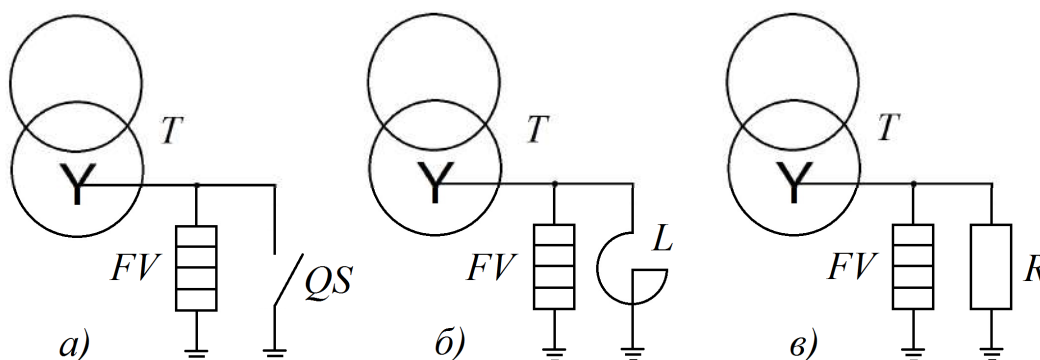 T T T
Y Y Y
FV QS FV L FV R
а) б) в)